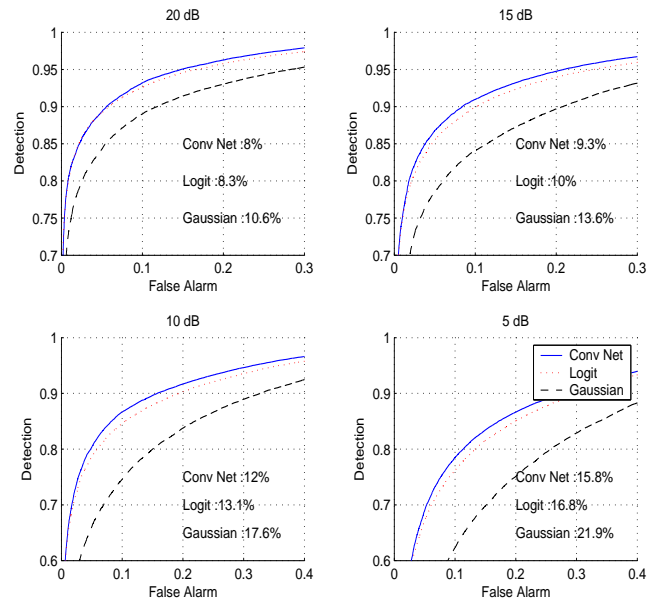 20 dB
1
0.95
0.9
0.85
0.8
0.75
0.7
Detection
Conv Net :8%
Logit :8.3%
Gaussian :10.6%
0
0.1
0.2
0.3
False Alarm
15 dB
1
0.95
0.9
0.85
0.8
0.75
0.7
Detection
Conv Net :9.3%
Logit :10%
Gaussian :13.6%
0
0.1
0.2
0.3
False Alarm
10 dB
1
0.9
0.8
0.7
0.6
Detection
Conv Net :12%
Logit :13.1%
Gaussian :17.6%
0
0.1
0.2
0.3
0.4
False Alarm
5 dB
1
0.9
0.8
0.7
0.6
Detection
Conv Net
Logit
Gaussian
Conv Net :15.8%
Logit :16.8%
Gaussian :21.9%
0
0.1
0.2
0.3
0.4
False Alarm